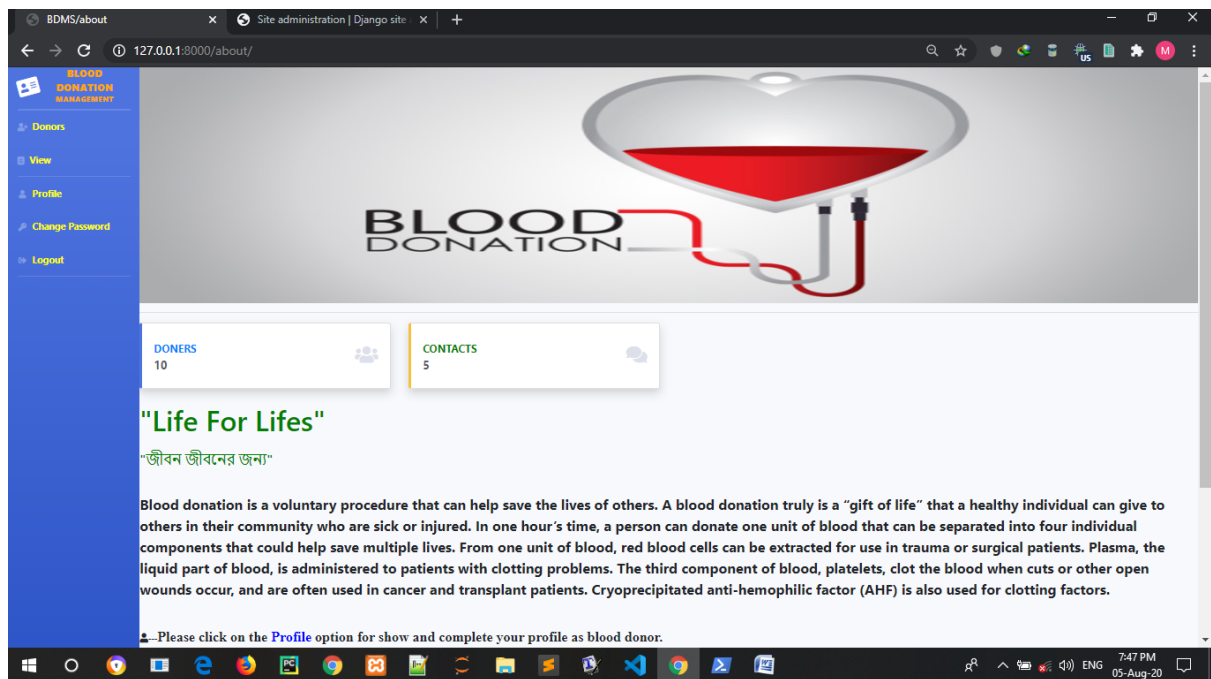 BDMS/about
Site administration | Django site
127.0.0.1:8000/about/
US
M
BLOOD
DONATION
MANAGEMENT
Donors
View
Profile
Change Password
Logout
BLOOD
DONATION
DONERS
10
CONTACTS
5
"Life For Lifes"
"জীবন জীবনের জন্য"
Blood donation is a voluntary procedure that can help save the lives of others. A blood donation truly is a “gift of life” that a healthy individual can give to
others in their community who are sick or injured. In one hour’s time, a person can donate one unit of blood that can be separated into four individual
components that could help save multiple lives. From one unit of blood, red blood cells can be extracted for use in trauma or surgical patients. Plasma, the
liquid part of blood, is administered to patients with clotting problems. The third component of blood, platelets, clot the blood when cuts or other open
wounds occur, and are often used in cancer and transplant patients. Cryoprecipitated anti-hemophilic factor (AHF) is also used for clotting factors.
--Please click on the Profile option for show and complete your profile as blood donor.
PC
ENG
7:47 PM
05-Aug-20